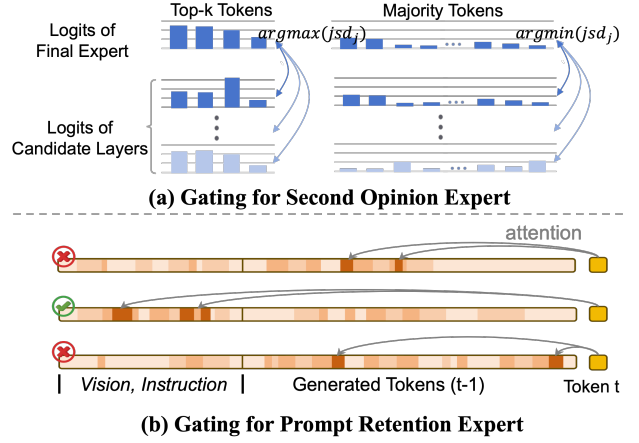 Top-k Tokens
Majority Tokens
Logits of
Final Expert
argmax(jsd_j)
argmin(jsd_j)
Logits of
Candidate Layers
(a) Gating for Second Opinion Expert
attention
Vision, Instruction
Generated Tokens (t-1)
Token t
(b) Gating for Prompt Retention Expert